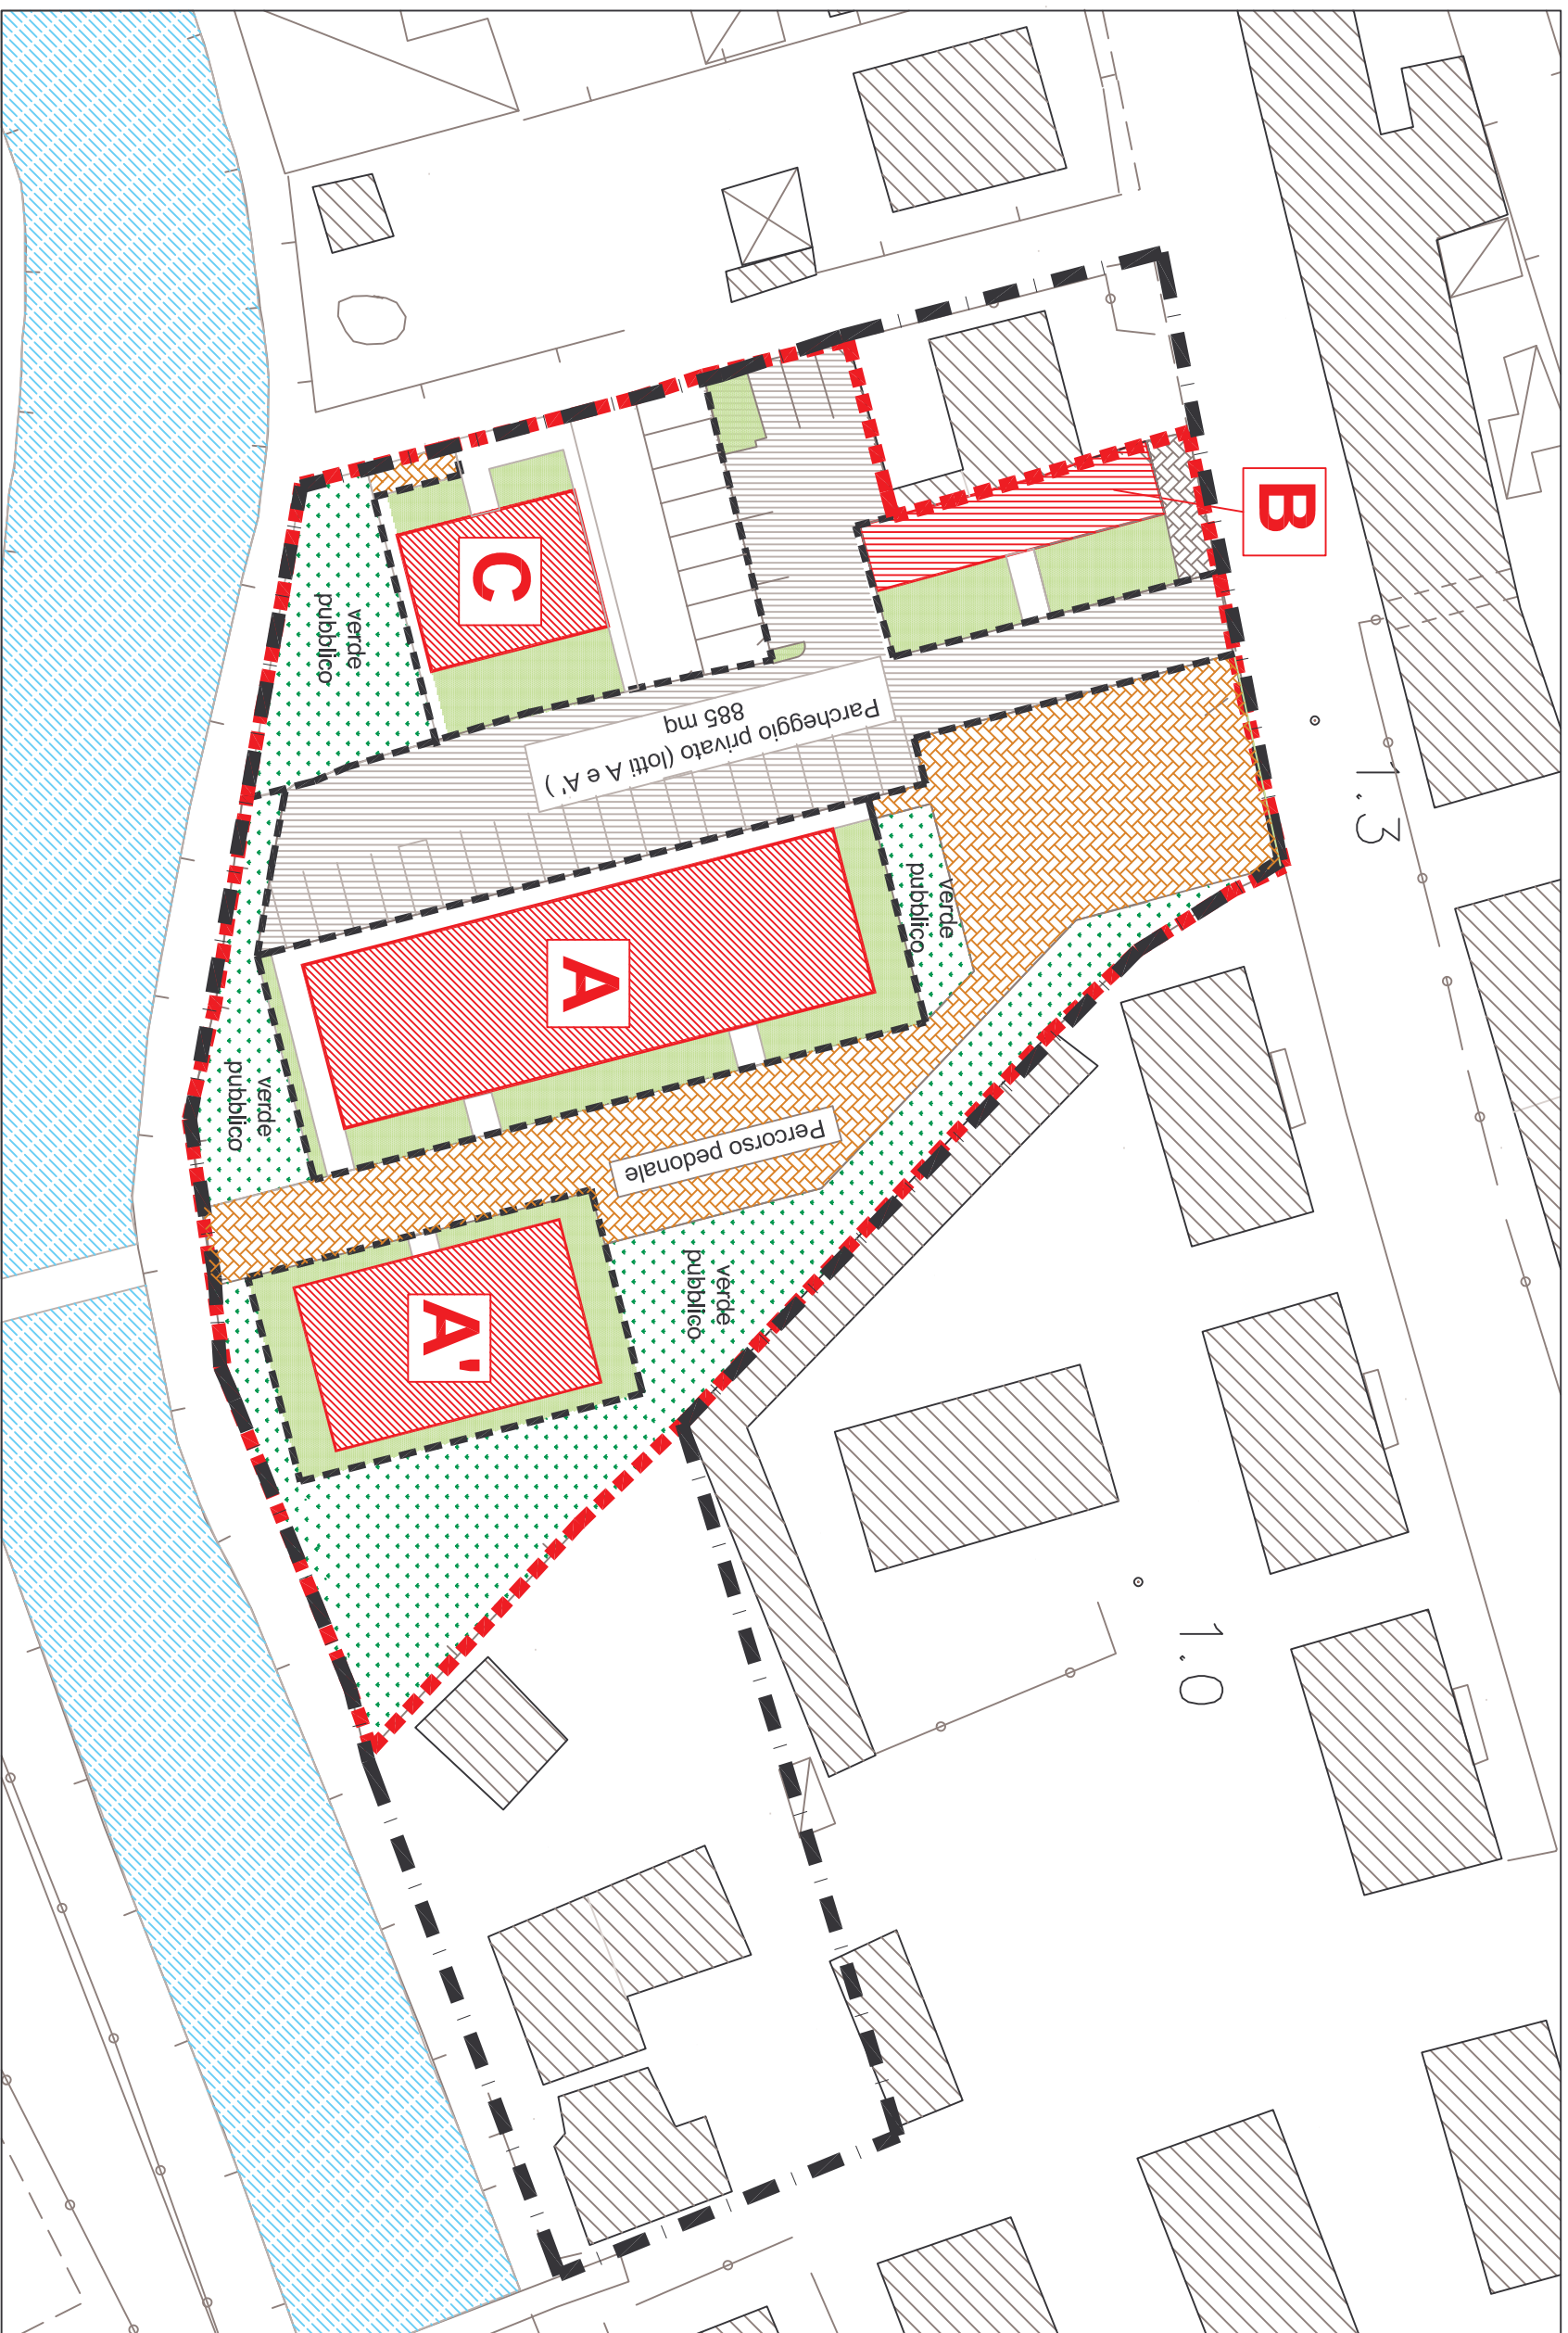 B
1.3
C
verde
pubblico
Parcheggio privato (lotti A e A' )
885 mq
verde
pubblico
A
verde
pubblico
Percorso pedonale
verde
pubblico
A'
1.0